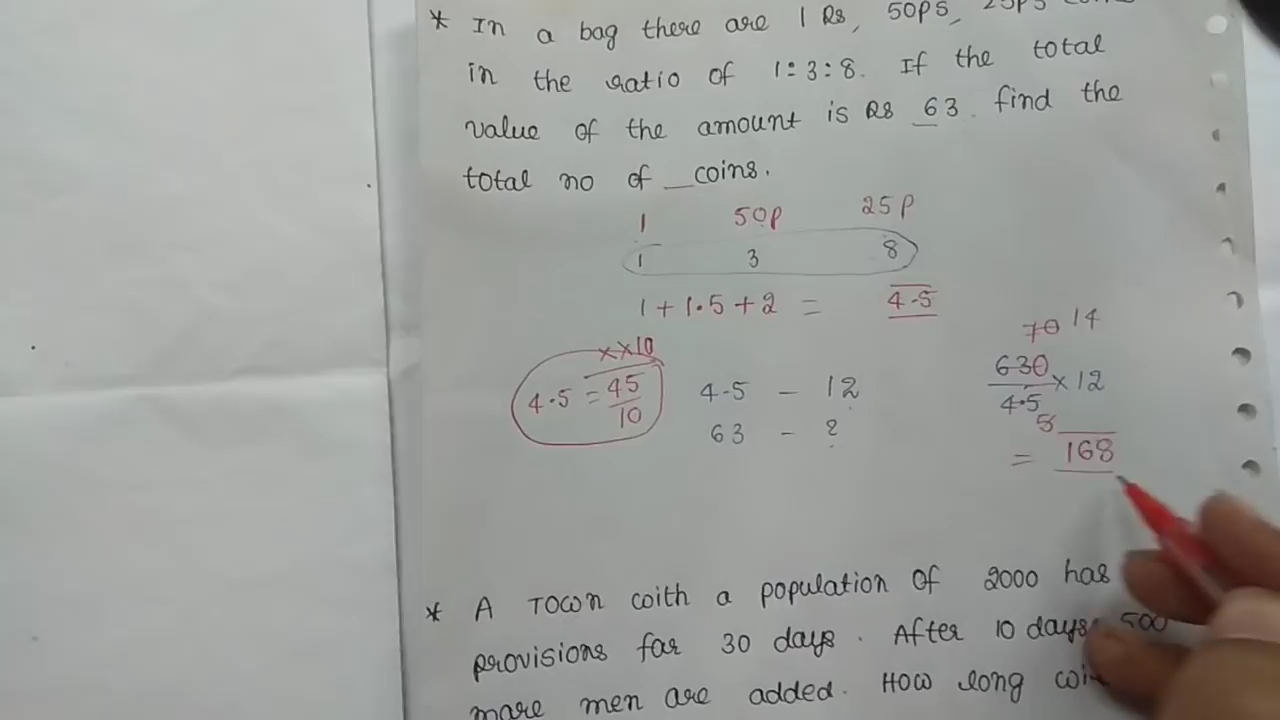 * In a bag there are 1 Rs, 50ps, 25ps
in the ratio of 1:3:8. If the total
value of the amount is Rs 63. find the
total no of _ coins.
1 50p 25p
1 3 8
1 + 1.5 + 2 = 4.5
××10
4.5 = 45/10
4.5 - 12
63 - ?
70 14
630/4.5 × 12
5
= 168
* A Town with a population of 2000 has
provisions for 30 days. After 10 days, 500
more men are added. How long